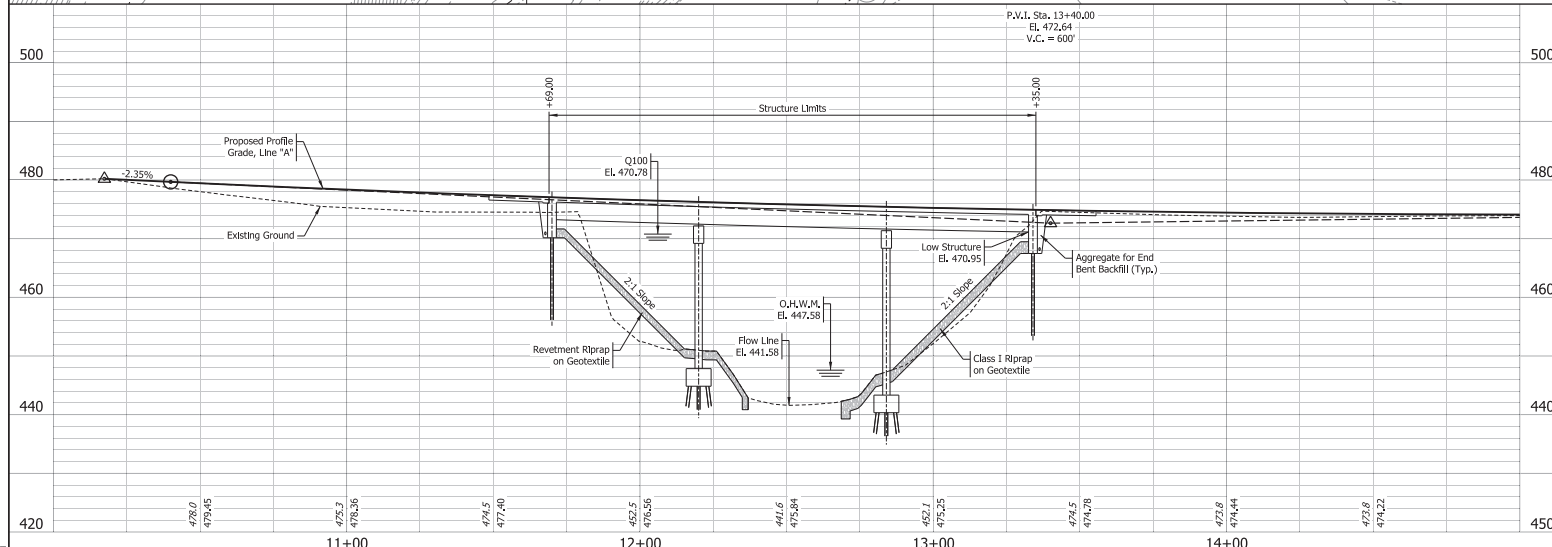 P.V.I. Sta. 13+40.00
El. 472.64
V.C. = 600'
500
500
+69.00
+35.00
Structure Limits
Proposed Profile
Grade, Line "A"
Q100
El. 470.78
480
-2.35%
480
Existing Ground
Low Structure
El. 470.95
Aggregate for End
Bent Backfill (Typ.)
2:1 Slope
2:1 Slope
460
460
O.H.W.M.
El. 447.58
Flow Line
El. 441.58
Revetment Riprap
on Geotextile
Class I Riprap
on Geotextile
440
440
478.0
479.45
475.3
478.36
474.5
477.40
452.5
476.56
441.6
475.84
452.1
475.25
474.5
474.78
473.8
474.44
473.8
474.22
420
450
11+00
12+00
13+00
14+00